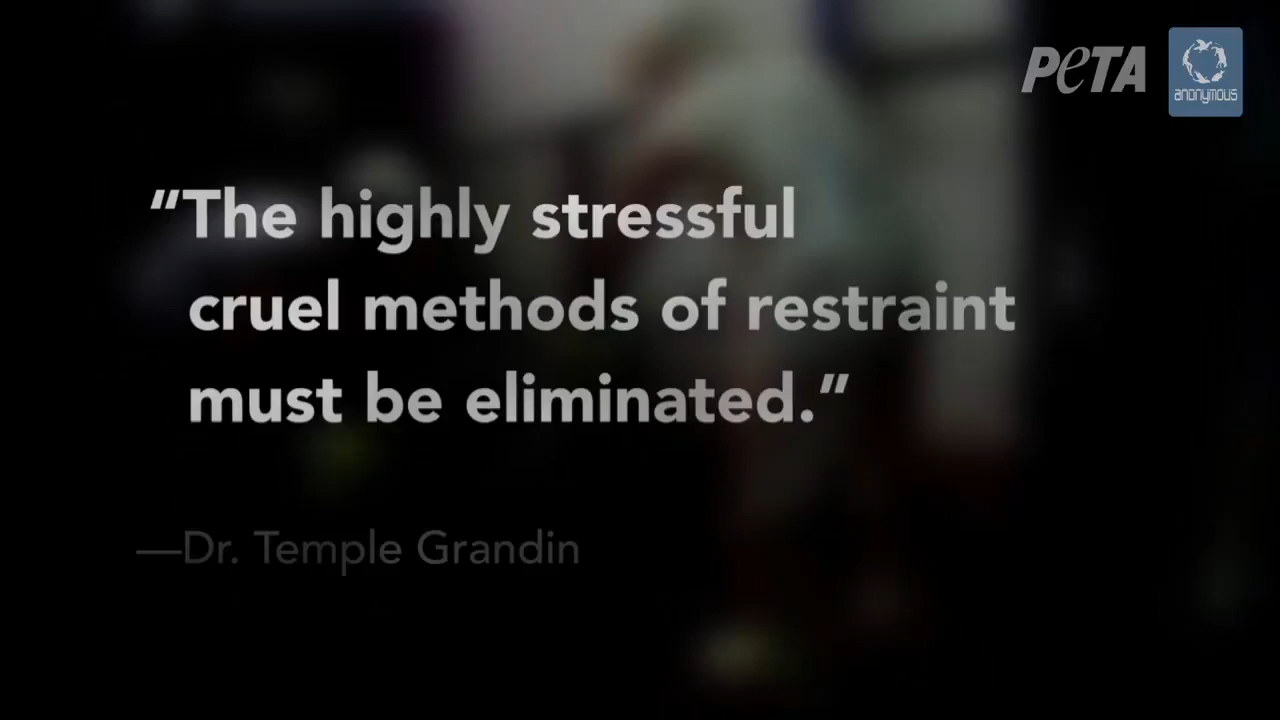 PETA
anonymous
“The highly stressful
cruel methods of restraint
must be eliminated.”
—Dr. Temple Grandin